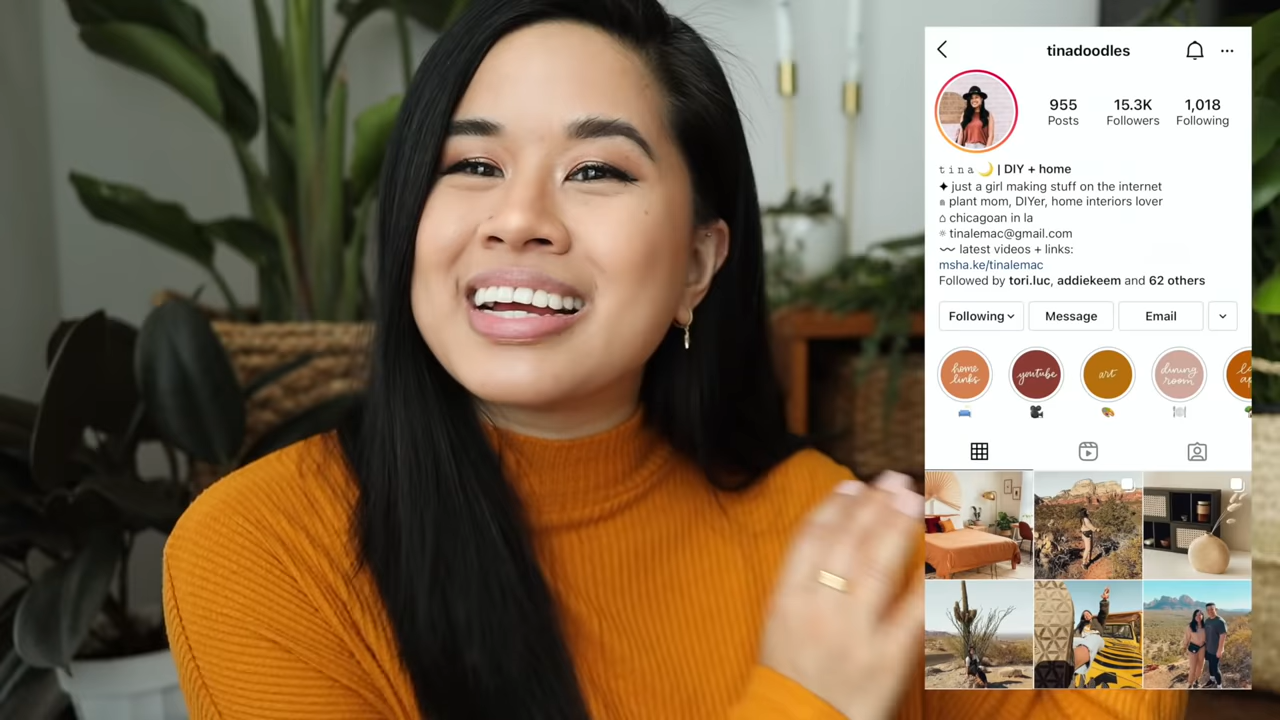 tinadoodles
955
15.3K
1,018
Posts
Followers
Following
𝚝 𝚒 𝚗 𝚊 🌙 | DIY + home
✦ just a girl making stuff on the internet
plant mom, DIYer, home interiors lover
⌂ chicagoan in la
☼ tinalemac@gmail.com
〰 latest videos + links:
msha.ke/tinalemac
Followed by tori.luc, addiekeem and 62 others
Following
Message
Email
home links
youtube
art
dining room